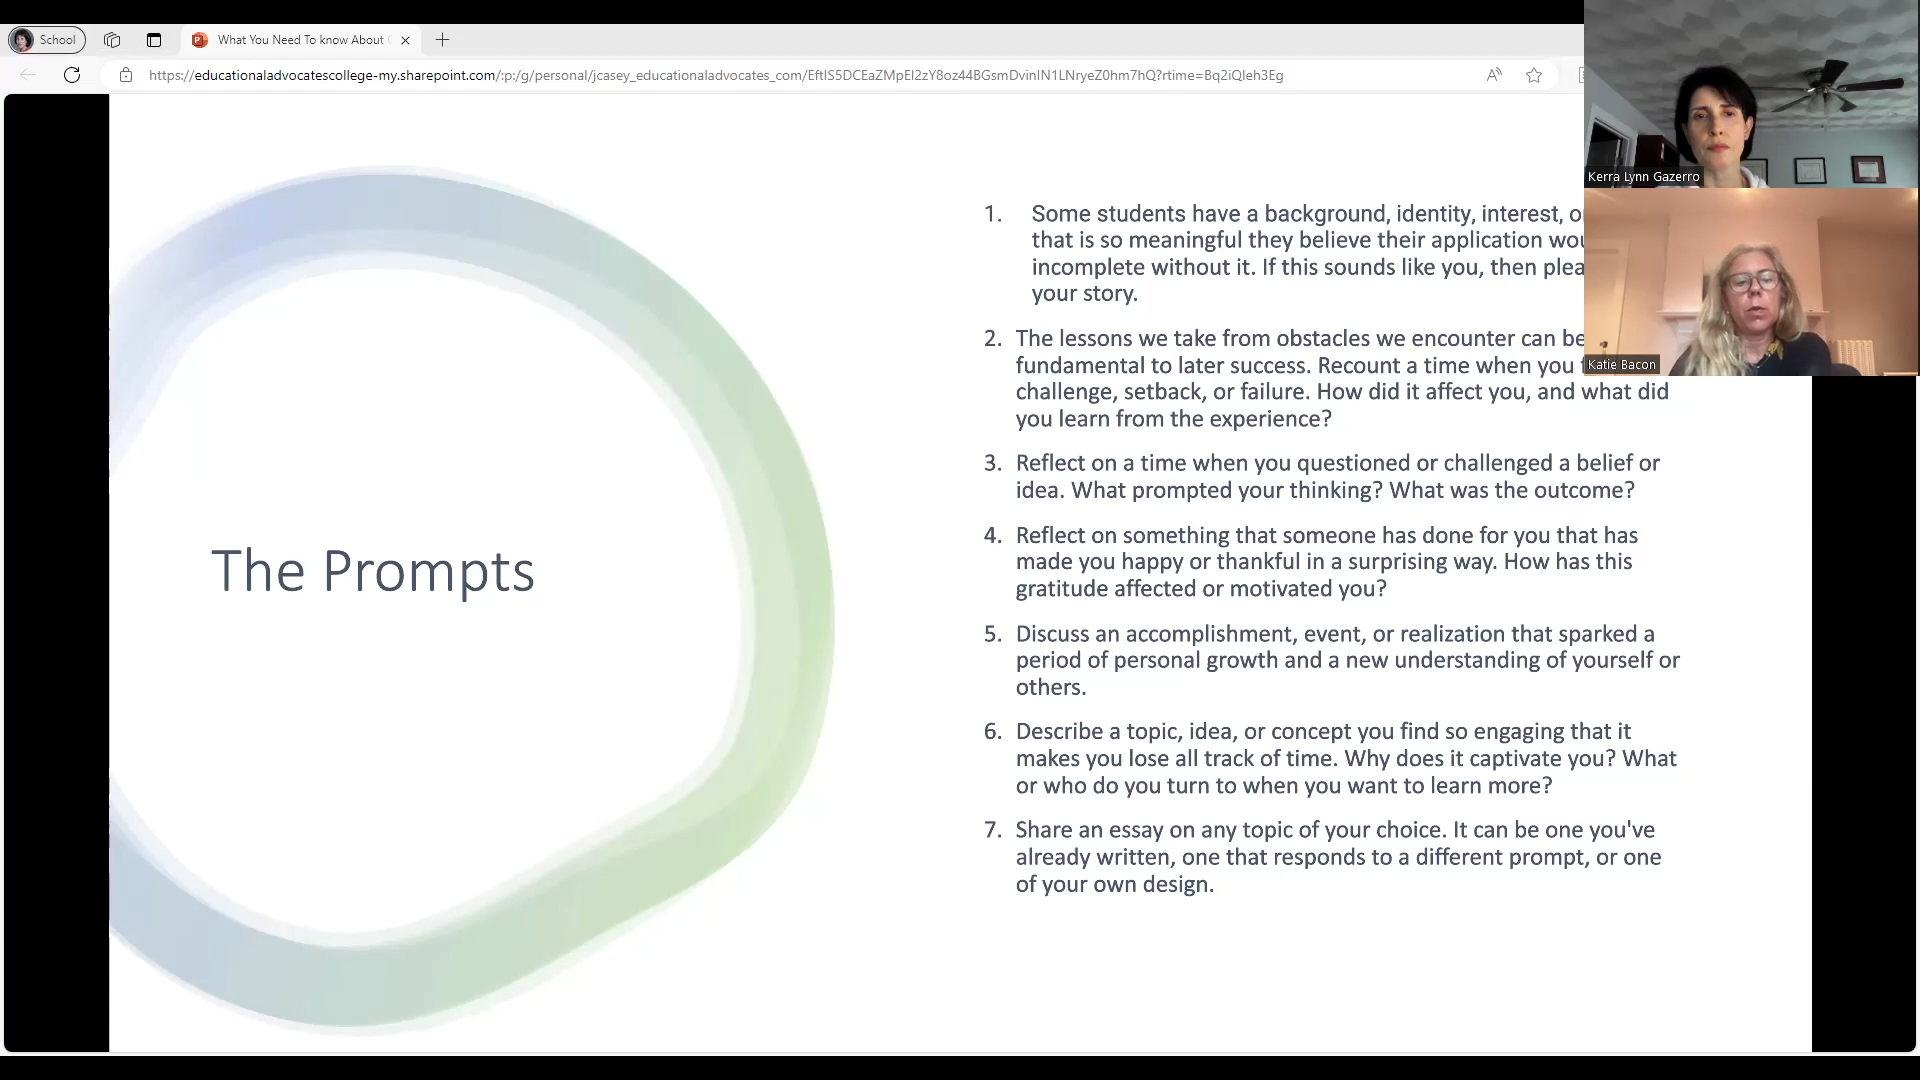 School
What You Need To know About
https://educationaladvocatescollege-my.sharepoint.com/:p:/g/personal/jcasey_educationaladvocates_com/EftIS5DCEaZMpEI2zY8oz44BGsmDvinIN1LNryeZ0hm7hQ?rtime=Bq2iQIeh3Eg
Kerra Lynn Gazerro
Katie Bacon
The Prompts
1. Some students have a background, identity, interest,
that is so meaningful they believe their application
incomplete without it. If this sounds like you, then
your story.
2. The lessons we take from obstacles we encounter can be
fundamental to later success. Recount a time when you
challenge, setback, or failure. How did it affect you, and what did
you learn from the experience?
3. Reflect on a time when you questioned or challenged a belief or
idea. What prompted your thinking? What was the outcome?
4. Reflect on something that someone has done for you that has
made you happy or thankful in a surprising way. How has this
gratitude affected or motivated you?
5. Discuss an accomplishment, event, or realization that sparked a
period of personal growth and a new understanding of yourself or
others.
6. Describe a topic, idea, or concept you find so engaging that it
makes you lose all track of time. Why does it captivate you? What
or who do you turn to when you want to learn more?
7. Share an essay on any topic of your choice. It can be one you've
already written, one that responds to a different prompt, or one
of your own design.